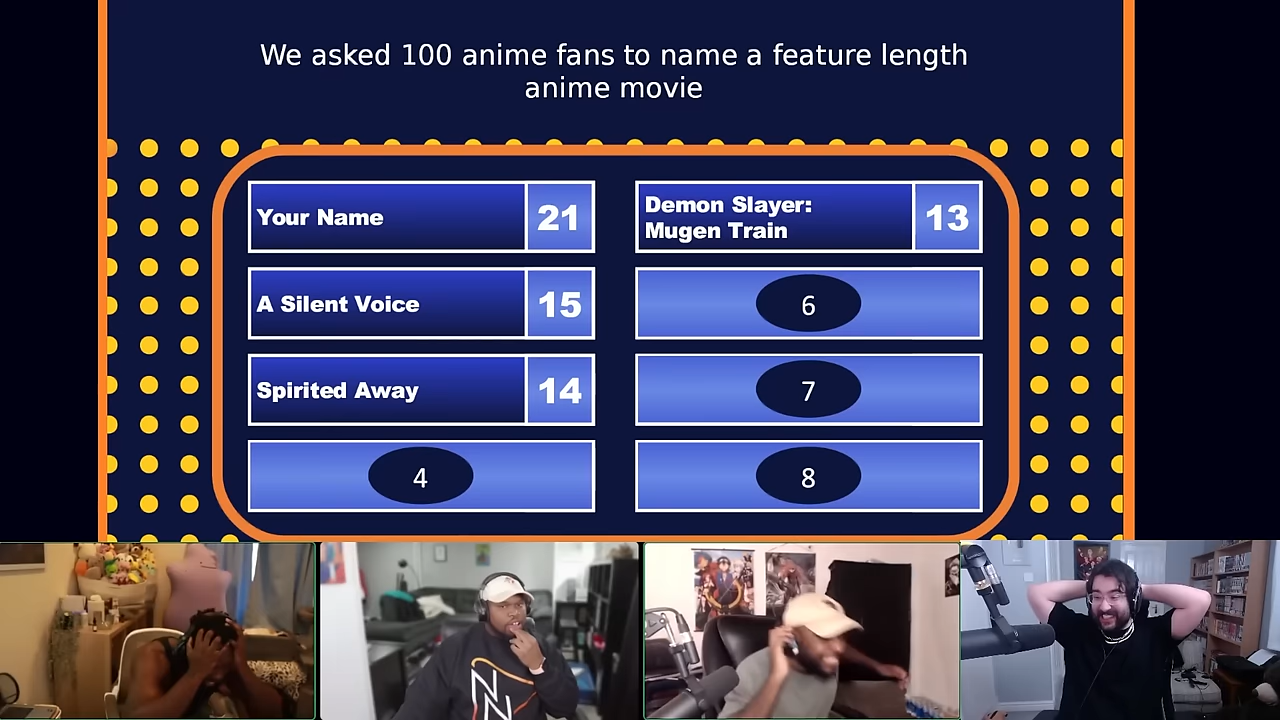 We asked 100 anime fans to name a feature length
anime movie
Your Name 21
Demon Slayer:
Mugen Train 13
A Silent Voice 15
6
Spirited Away 14
7
4
8